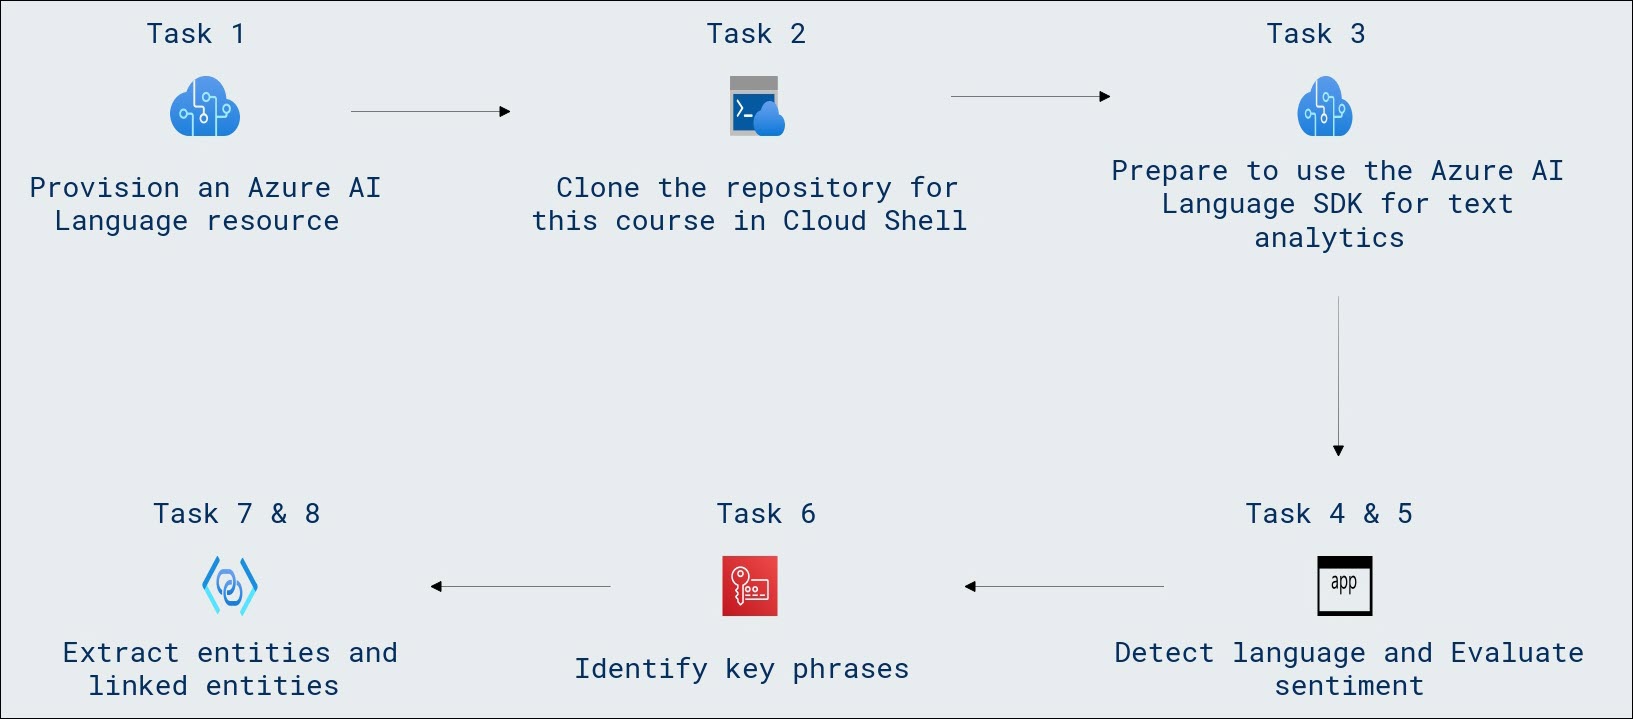 Task 1
Provision an Azure AI
Language resource
Task 2
>_
Clone the repository for
this course in Cloud Shell
Task 3
Prepare to use the Azure AI
Language SDK for text
analytics
Task 4 & 5
app
Detect language and Evaluate
sentiment
Task 6
Identify key phrases
Task 7 & 8
Extract entities and
linked entities